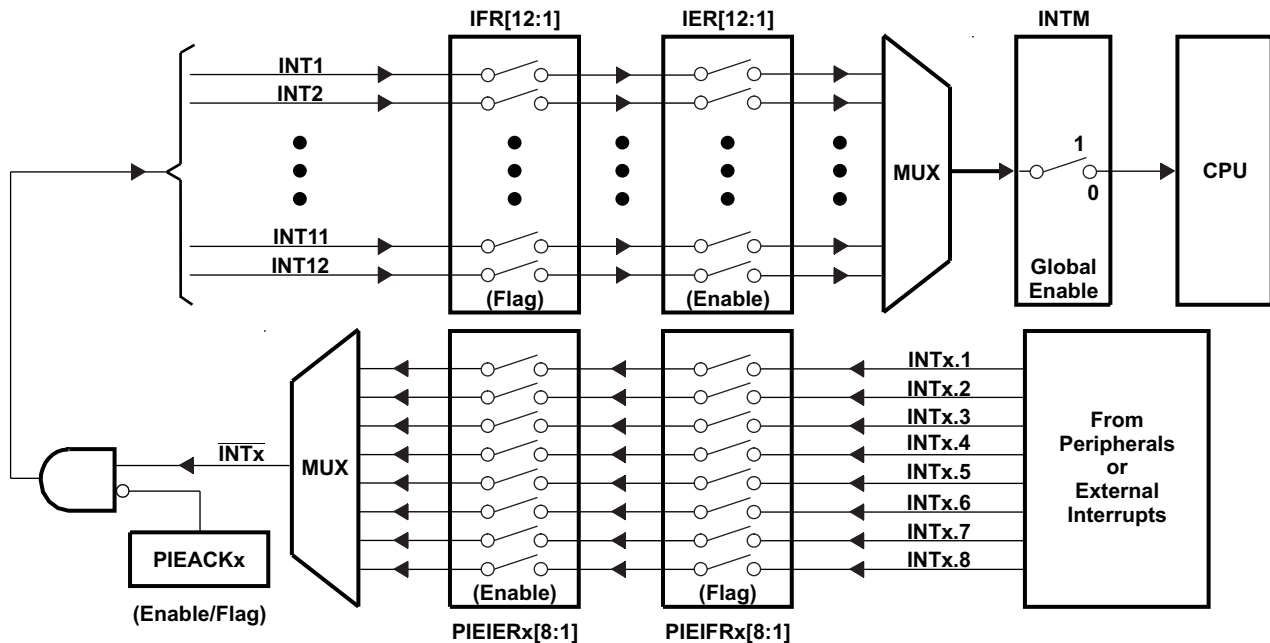 IFR[12:1]
IER[12:1]
INTM
INT1
INT2
1
MUX
CPU
0
INT11
INT12
Global
Enable
(Flag)
(Enable)
INTx.1
INTx.2
INTx.3
INTx.4
INTx.5
INTx.6
INTx.7
INTx.8
From
Peripherals
or
External
Interrupts
INTx
MUX
PIEACKx
(Enable/Flag)
(Enable)
(Flag)
PIEIERx[8:1]
PIEIFRx[8:1]